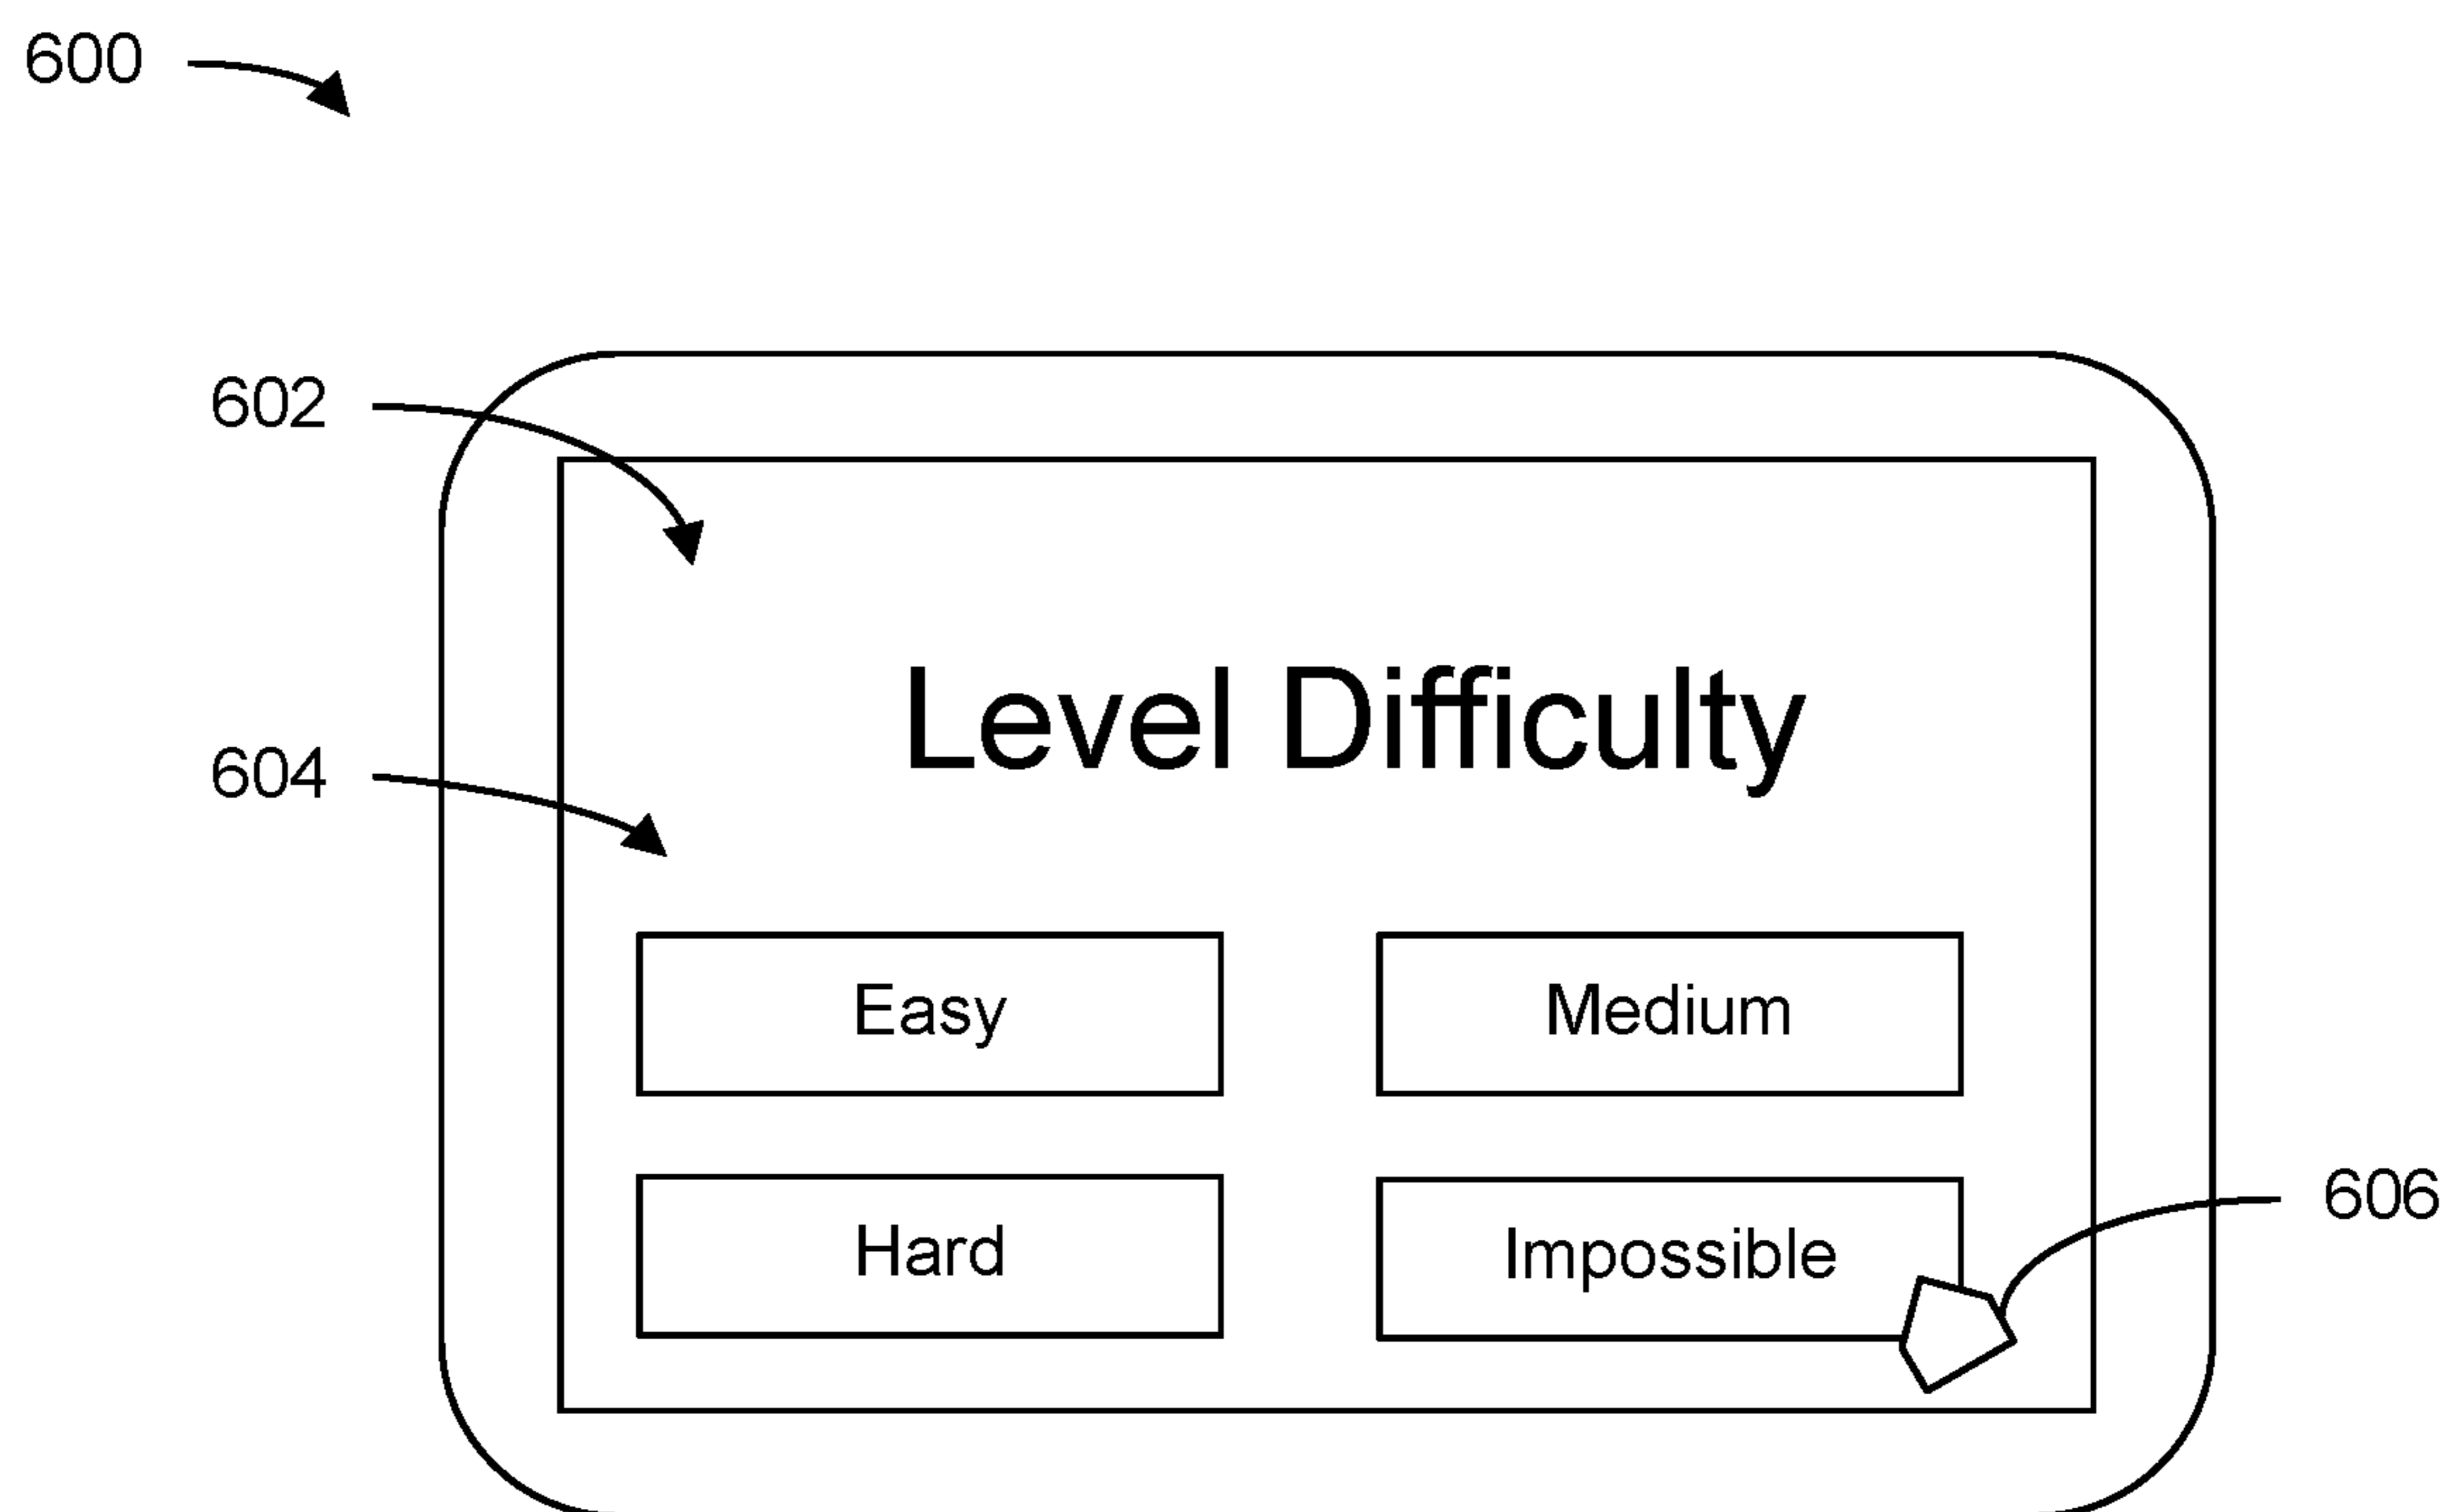 600
602
Level Difficulty
604
Easy
Medium
Hard
Impossible
606